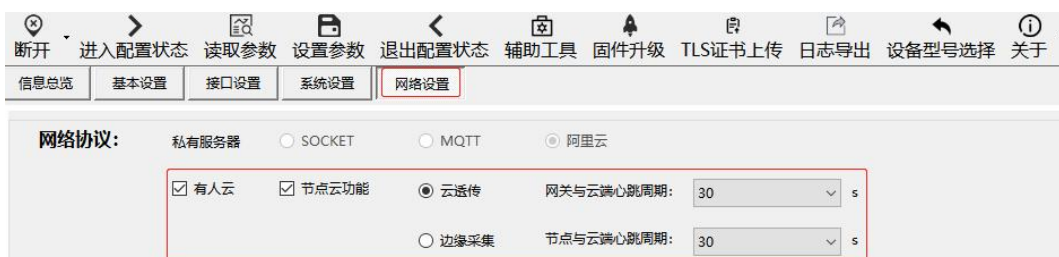 断开 进入配置状态 读取参数 设置参数 退出配置状态 辅助工具 固件升级 TLS证书上传 日志导出 设备型号选择 关于
信息总览 基本设置 接口设置 系统设置 网络设置
网络协议: 私有服务器 SOCKET MQTT 阿里云
有人云 节点云功能 云透传 网关与云端心跳周期: 30 s
边缘采集 节点与云端心跳周期: 30 s